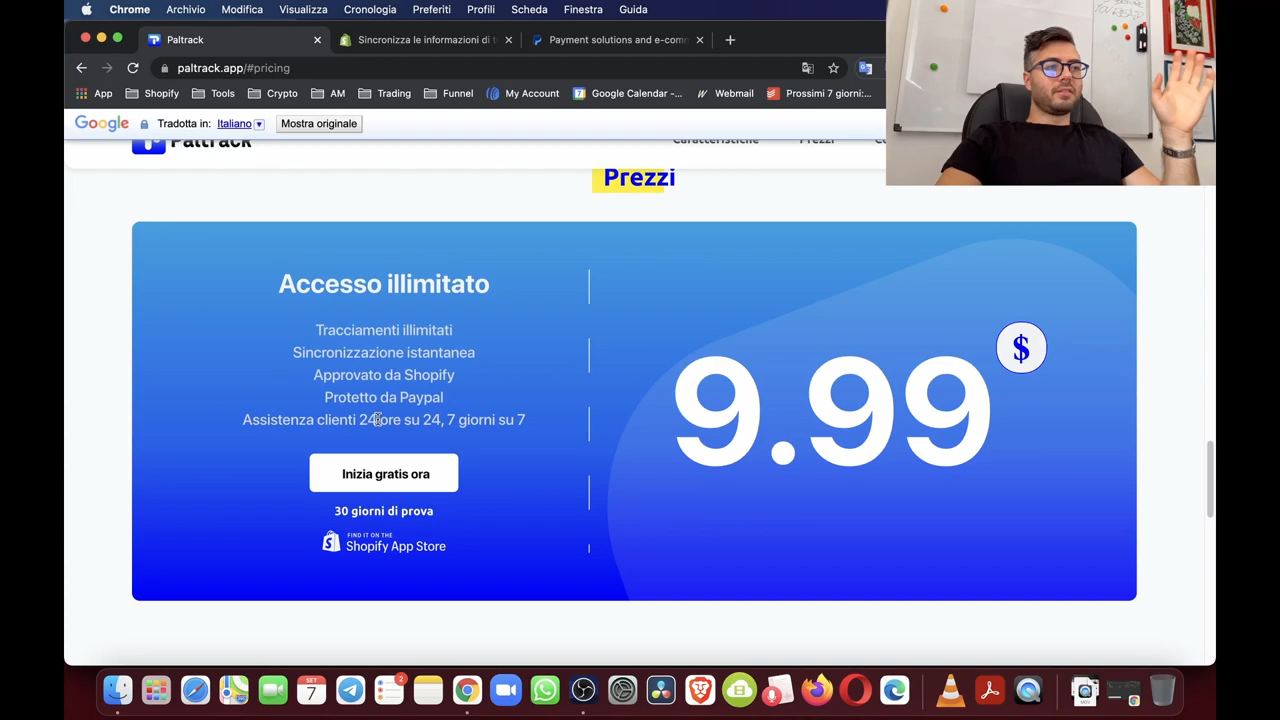 Chrome Archivio Modifica Visualizza Cronologia Preferiti Profili Scheda Finestra Guida
Paltrack
Sincronizza le informazioni di t
Payment solutions and e-comm
paltrack.app/#pricing
App Shopify Tools Crypto AM Trading Funnel My Account Google Calendar -... Webmail Prossimi 7 giorni:...
Google Tradotta in: Italiano Mostra originale
Paltrack Caratteristiche Prezzi
Prezzi
Accesso illimitato
Tracciamenti illimitati
Sincronizzazione istantanea
Approvato da Shopify
Protetto da Paypal
Assistenza clienti 24 ore su 24, 7 giorni su 7
Inizia gratis ora
30 giorni di prova
FIND IT ON THE
Shopify App Store
9.99
$
SET
7
2